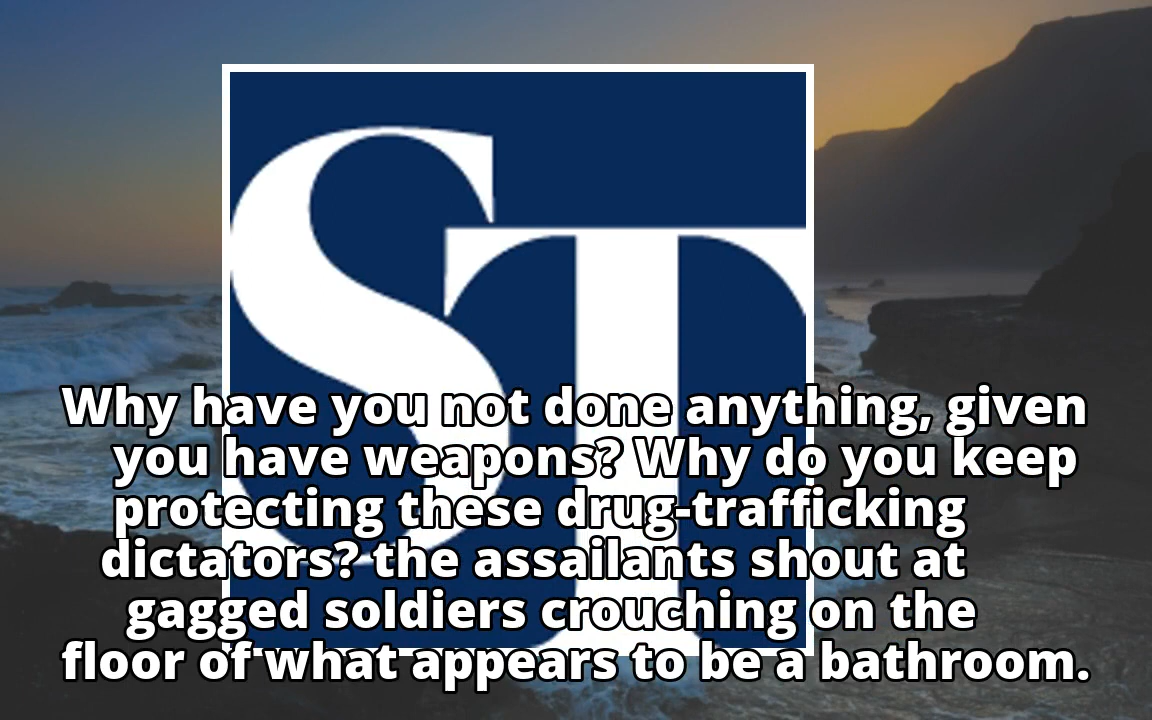 ST
Why have you not done anything, given
you have weapons? Why do you keep
protecting these drug-trafficking
dictators? the assailants shout at
gagged soldiers crouching on the
floor of what appears to be a bathroom.